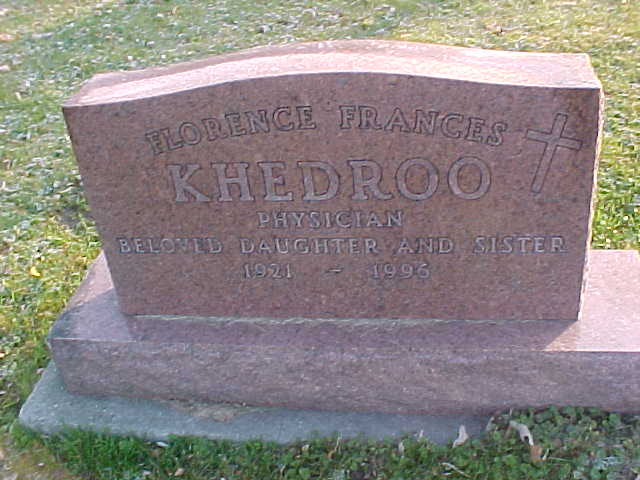 FLORENCE FRANCES
KHEDROO
PHYSICIAN
BELOVED DAUGHTER AND SISTER
1921 - 1996